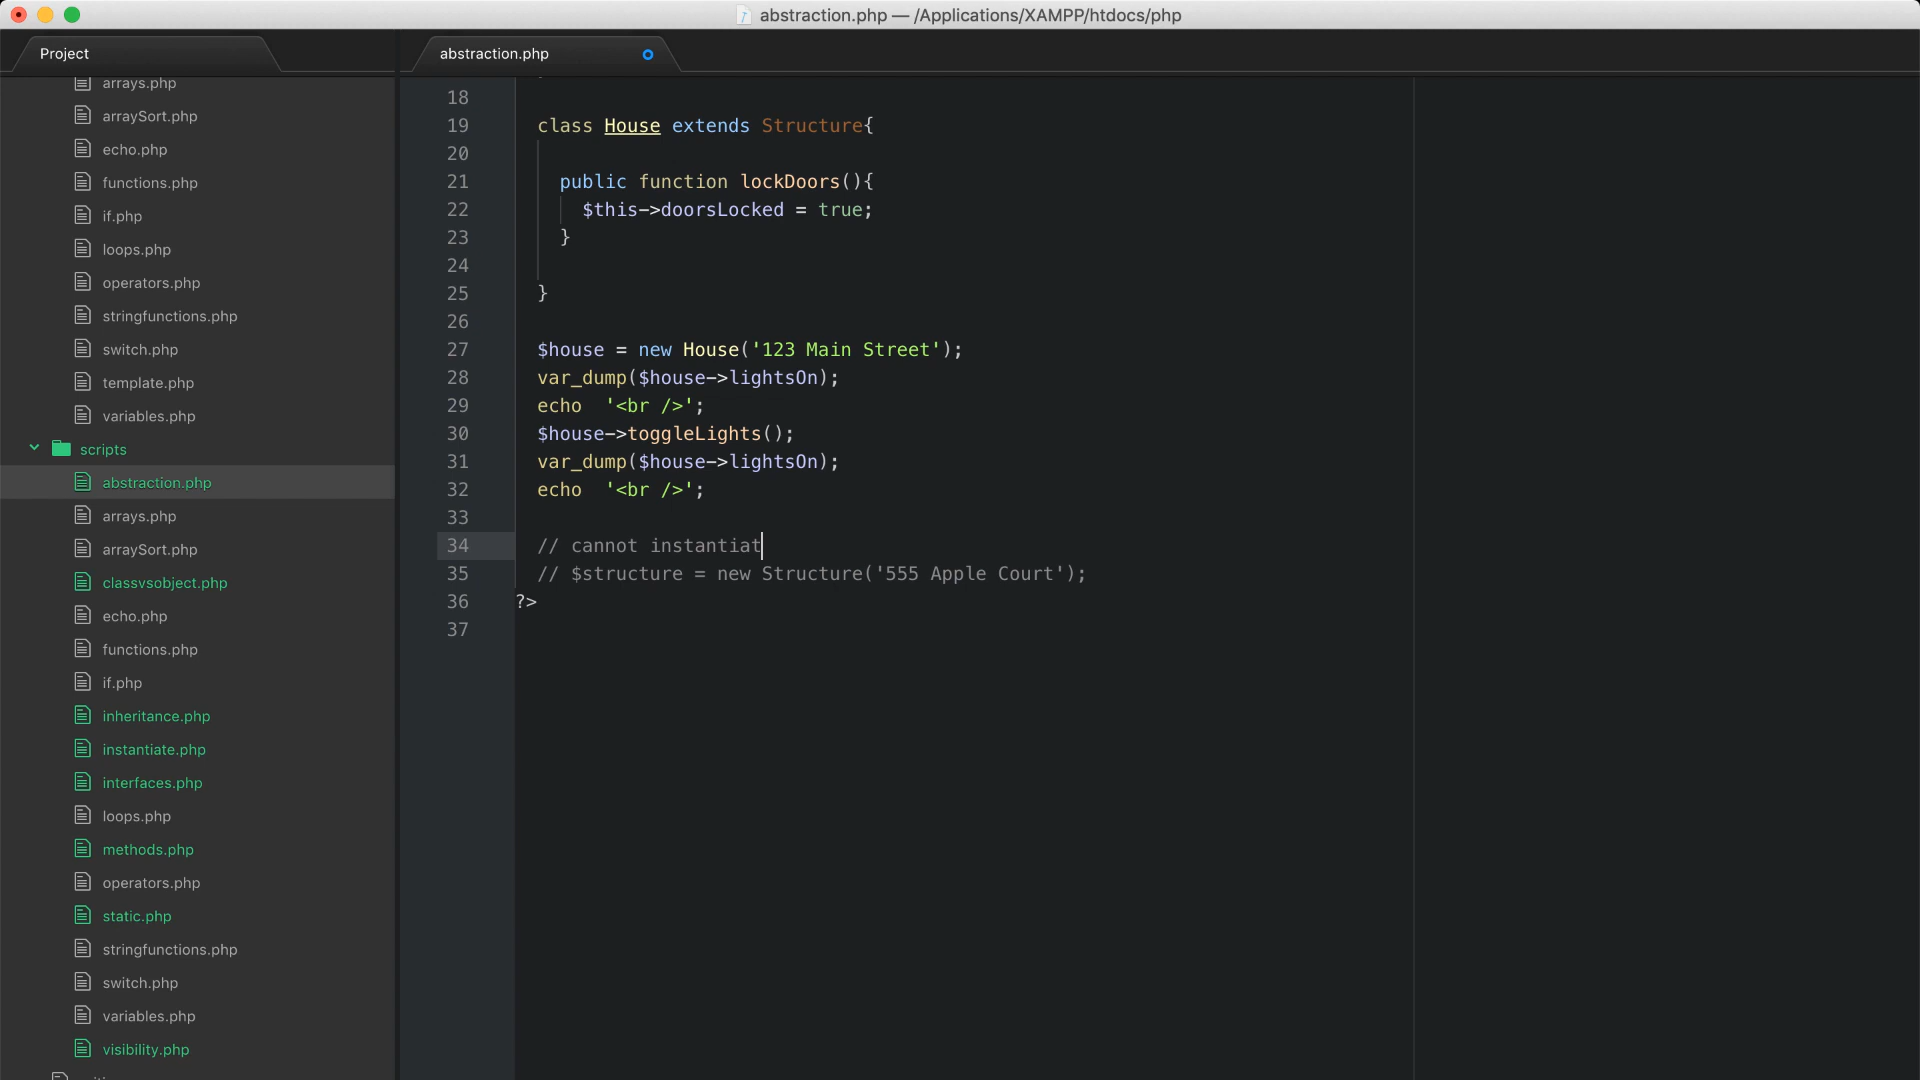 abstraction.php — /Applications/XAMPP/htdocs/php
Project
abstraction.php
arrays.php
arraySort.php
echo.php
functions.php
if.php
loops.php
operators.php
stringfunctions.php
switch.php
template.php
variables.php
scripts
abstraction.php
arrays.php
arraySort.php
classvsobject.php
echo.php
functions.php
if.php
inheritance.php
instantiate.php
interfaces.php
loops.php
methods.php
operators.php
static.php
stringfunctions.php
switch.php
variables.php
visibility.php
18
19 class House extends Structure{
20
21 public function lockDoors(){
22 $this->doorsLocked = true;
23 }
24
25 }
26
27 $house = new House('123 Main Street');
28 var_dump($house->lightsOn);
29 echo  '<br />';
30 $house->toggleLights();
31 var_dump($house->lightsOn);
32 echo  '<br />';
33
34 // cannot instantiat
35 // $structure = new Structure('555 Apple Court');
36 ?>
37